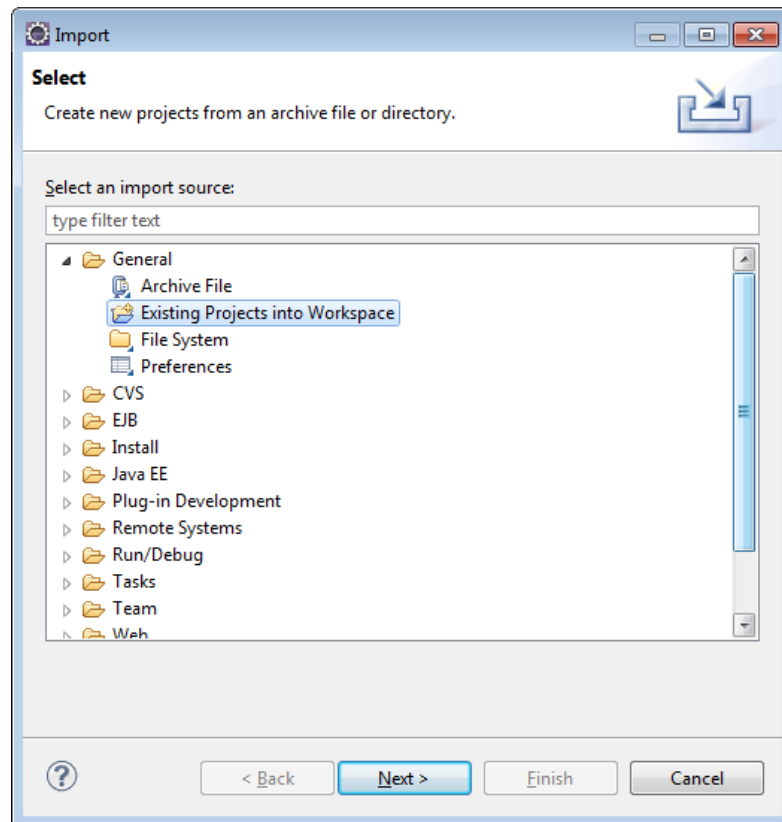 Import
Select
Create new projects from an archive file or directory.
Select an import source:
type filter text
General
Archive File
Existing Projects into Workspace
File System
Preferences
CVS
EJB
Install
Java EE
Plug-in Development
Remote Systems
Run/Debug
Tasks
Team
Web
< Back Next > Finish Cancel